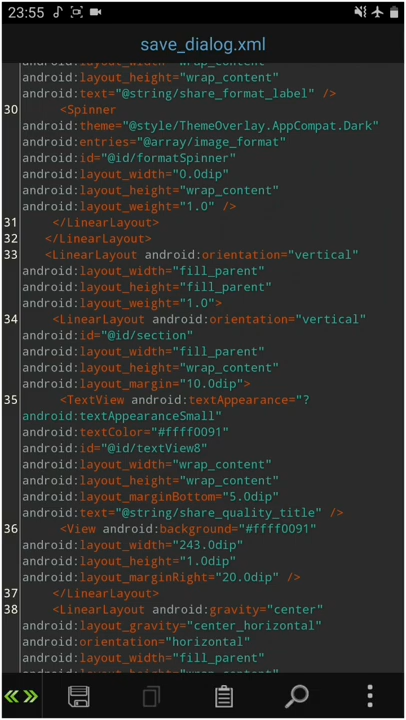 23:55
save_dialog.xml
android:layout_width="wrap_content"
android:layout_height="wrap_content"
android:text="@string/share_format_label" />
30 <Spinner
android:theme="@style/ThemeOverlay.AppCompat.Dark"
android:entries="@array/image_format"
android:id="@id/formatSpinner"
android:layout_width="0.0dip"
android:layout_height="wrap_content"
android:layout_weight="1.0" />
31 </LinearLayout>
32 </LinearLayout>
33 <LinearLayout android:orientation="vertical"
android:layout_width="fill_parent"
android:layout_height="fill_parent"
android:layout_weight="1.0">
34 <LinearLayout android:orientation="vertical"
android:id="@id/section"
android:layout_width="fill_parent"
android:layout_height="wrap_content"
android:layout_margin="10.0dip">
35 <TextView android:textAppearance="?
android:textAppearanceSmall"
android:textColor="#ffff0091"
android:id="@id/textView8"
android:layout_width="wrap_content"
android:layout_height="wrap_content"
android:layout_marginBottom="5.0dip"
android:text="@string/share_quality_title" />
36 <View android:background="#ffff0091"
android:layout_width="243.0dip"
android:layout_height="1.0dip"
android:layout_marginRight="20.0dip" />
37 </LinearLayout>
38 <LinearLayout android:gravity="center"
android:layout_gravity="center_horizontal"
android:orientation="horizontal"
android:layout_width="fill_parent"
android:layout_height="wrap_content"